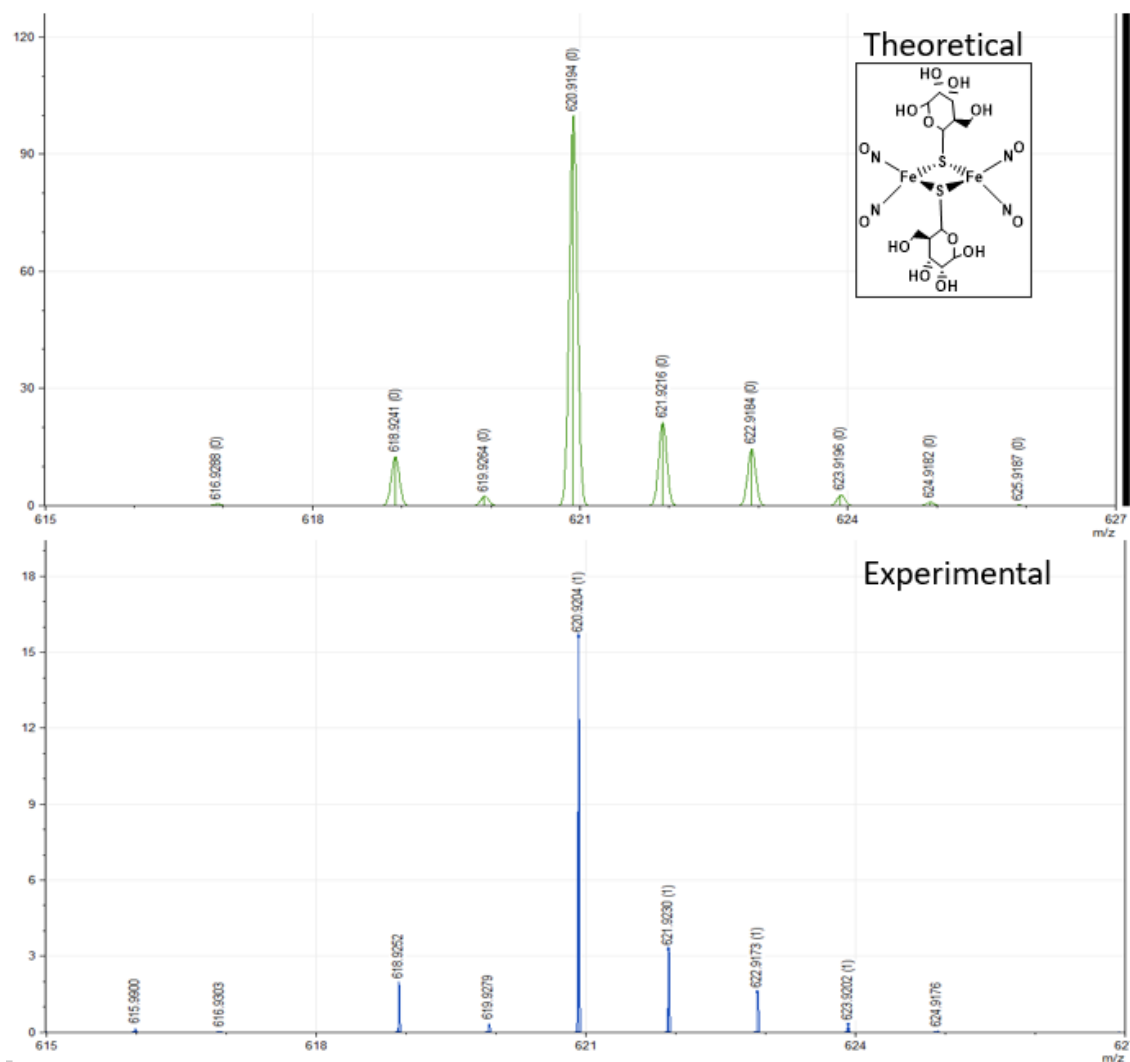 Theoretical
120
90
60
30
0
616.9288 (0)
618.9241 (0)
619.9264 (0)
620.9194 (0)
621.9216 (0)
622.9184 (0)
623.9196 (0)
624.9182 (0)
625.9187 (0)
615
618
621
624
627
m/z
HO
OH
HO
O
OH
O
N
S
N
O
Fe
Fe
O
N
S
N
O
HO
O
OH
HO
OH
Experimental
18
15
12
9
6
3
0
615.9900
616.9303
618.9252
619.9279
620.9204 (1)
621.9230 (1)
622.9173 (1)
623.9202 (1)
624.9176
615
618
621
624
62
m/z